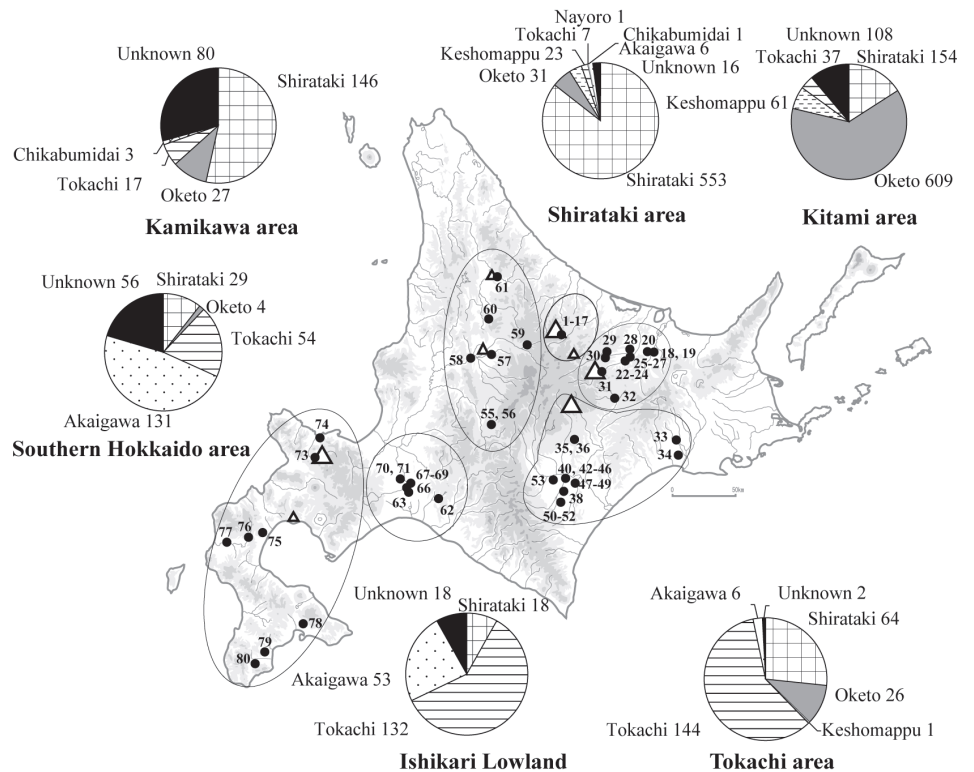 Unknown 80
Shirataki 146
Chikabumidai 3
Tokachi 17
Oketo 27
Kamikawa area
Nayoro 1
Tokachi 7
Chikabumidai 1
Keshomappu 23
Akaigawa 6
Oketo 31
Unknown 16
Shirataki 553
Shirataki area
Unknown 108
Tokachi 37
Shirataki 154
Keshomappu 61
Oketo 609
Kitami area
Unknown 56
Shirataki 29
Oketo 4
Tokachi 54
Akaigawa 131
Southern Hokkaido area
61
60
59
58
57
55, 56
1-17
29
28
20
30
18, 19
25-27
22-24
31
32
33
34
35, 36
40, 42-46
53
47-49
38
50-52
50km
74
73
70, 71
67-69
66
63
62
77
76
75
78
79
80
Unknown 18
Shirataki 18
Akaigawa 53
Tokachi 132
Ishikari Lowland
Akaigawa 6
Unknown 2
Shirataki 64
Oketo 26
Tokachi 144
Keshomappu 1
Tokachi area